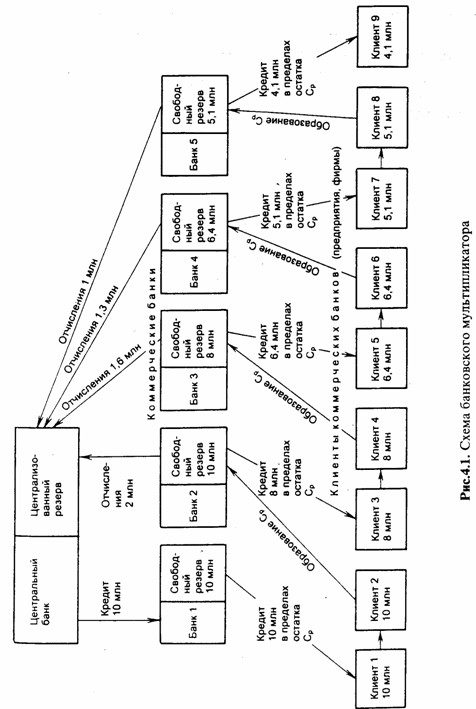 Центральный
банк
Централизо-
ванный
резерв
Кредит
10 млн
Отчисле-
ния
2 млн
Отчисления 1,6 млн
Отчисления 1,3 млн
Отчисления 1 млн
Коммерческие банки
Банк 1
Свобод-
ный
резерв
10 млн
Банк 2
Свобод-
ный
резерв
10 млн
Банк 3
Свобод-
ный
резерв
8 млн
Банк 4
Свобод-
ный
резерв
6,4 млн
Банк 5
Свобод-
ный
резерв
5,1 млн
Кредит
10 млн
в пределах
остатка
Ср
Образование Ср
Кредит
8 млн
в пределах
остатка
Ср
Образование Ср
Кредит
6,4 млн
в пределах
остатка
Ср
Образование Ср
Кредит
5,1 млн
в пределах
остатка
Ср
Образование Ср
Кредит
4,1 млн
в пределах
остатка
Ср
Клиенты коммерческих банков (предприятия, фирмы)
Клиент 1
10 млн
Клиент 2
10 млн
Клиент 3
8 млн
Клиент 4
8 млн
Клиент 5
6,4 млн
Клиент 6
6,4 млн
Клиент 7
5,1 млн
Клиент 8
5,1 млн
Клиент 9
4,1 млн
Рис.4.1. Схема банковского мультипликатора